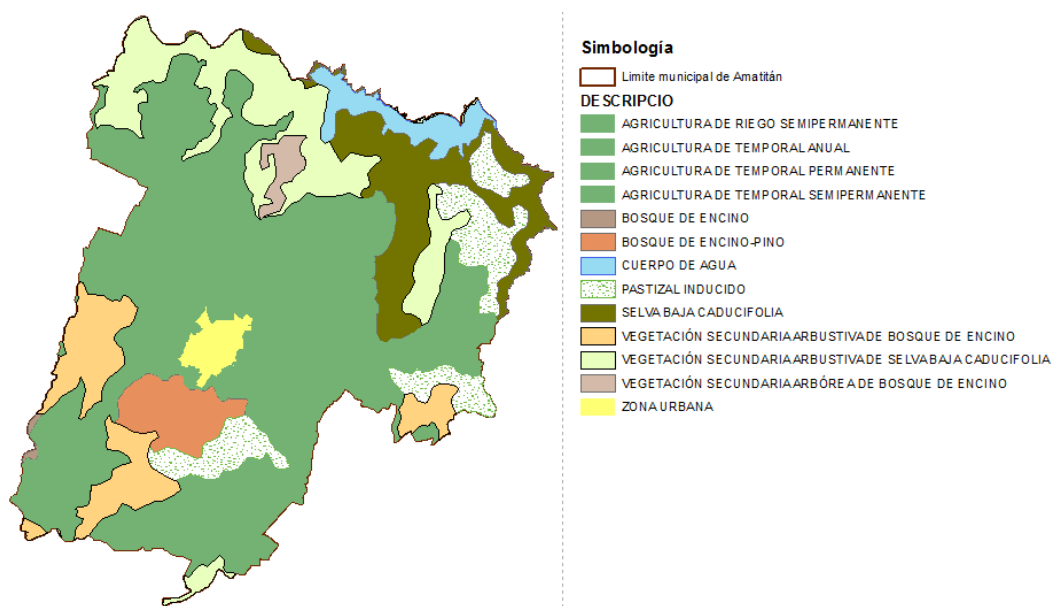 Simbología
Limite municipal de Amatitán
DESCRIPCIO
AGRICULTURA DE RIEGO SEMIPERMANENTE
AGRICULTURA DE TEMPORAL ANUAL
AGRICULTURA DE TEMPORAL PERMANENTE
AGRICULTURA DE TEMPORAL SEMIPERMANENTE
BOSQUE DE ENCINO
BOSQUE DE ENCINO-PINO
CUERPO DE AGUA
PASTIZAL INDUCIDO
SELVA BAJA CADUCIFOLIA
VEGETACIÓN SECUNDARIA ARBUSTIVA DE BOSQUE DE ENCINO
VEGETACIÓN SECUNDARIA ARBUSTIVA DE SELVA BAJA CADUCIFOLIA
VEGETACIÓN SECUNDARIA ARBÓREA DE BOSQUE DE ENCINO
ZONA URBANA